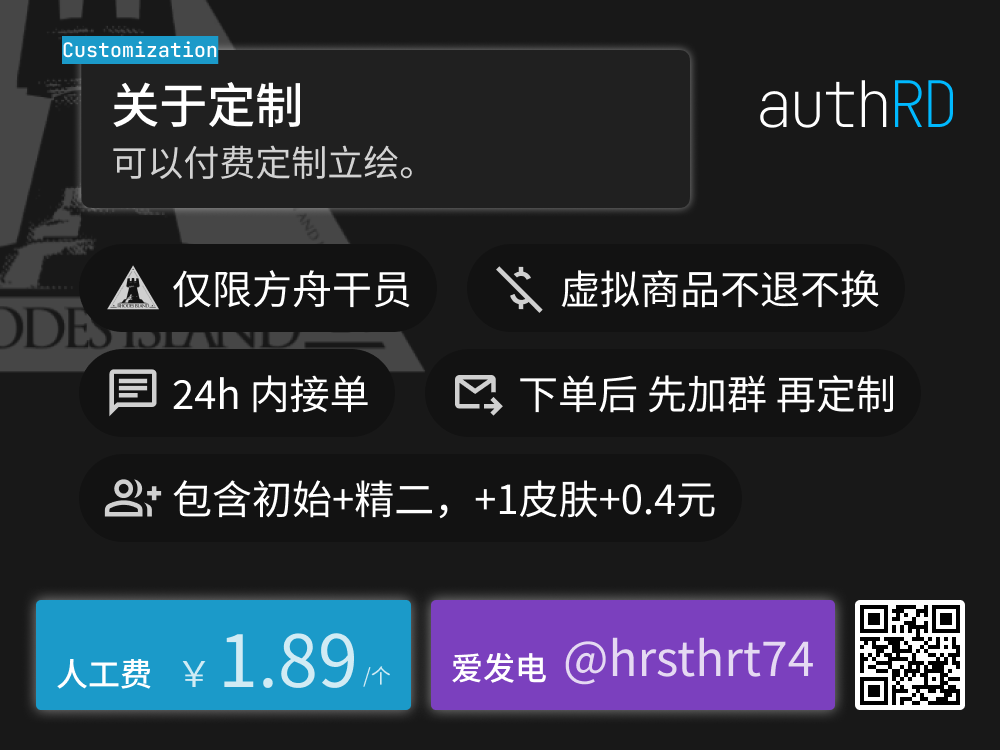 Customization
关于定制
可以付费定制立绘。
authRD
仅限方舟干员
虚拟商品不退不换
RHODES ISLAND
24h 内接单
下单后 先加群 再定制
包含初始+精二，+1皮肤+0.4元
人工费 ￥ 1.89 /个
爱发电 @hrsthrt74